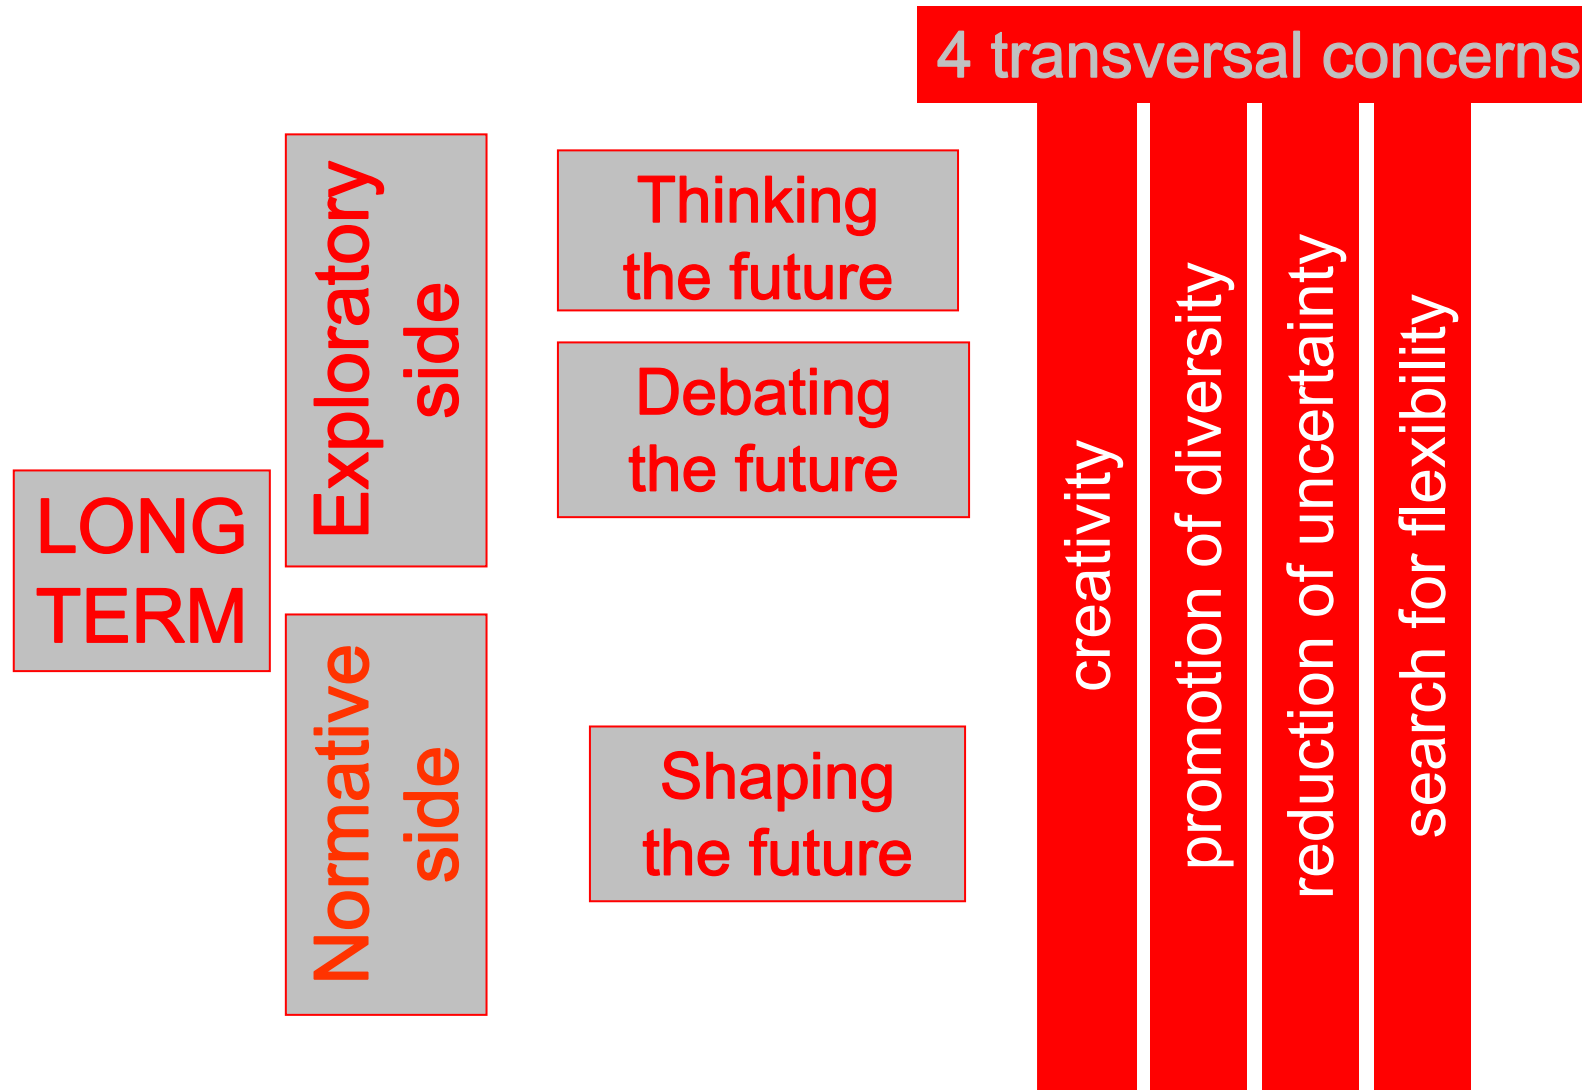 4 transversal concerns
LONG
TERM
Exploratory
side
Normative
side
Thinking
the future
Debating
the future
Shaping
the future
creativity
promotion of diversity
reduction of uncertainty
search for flexibility